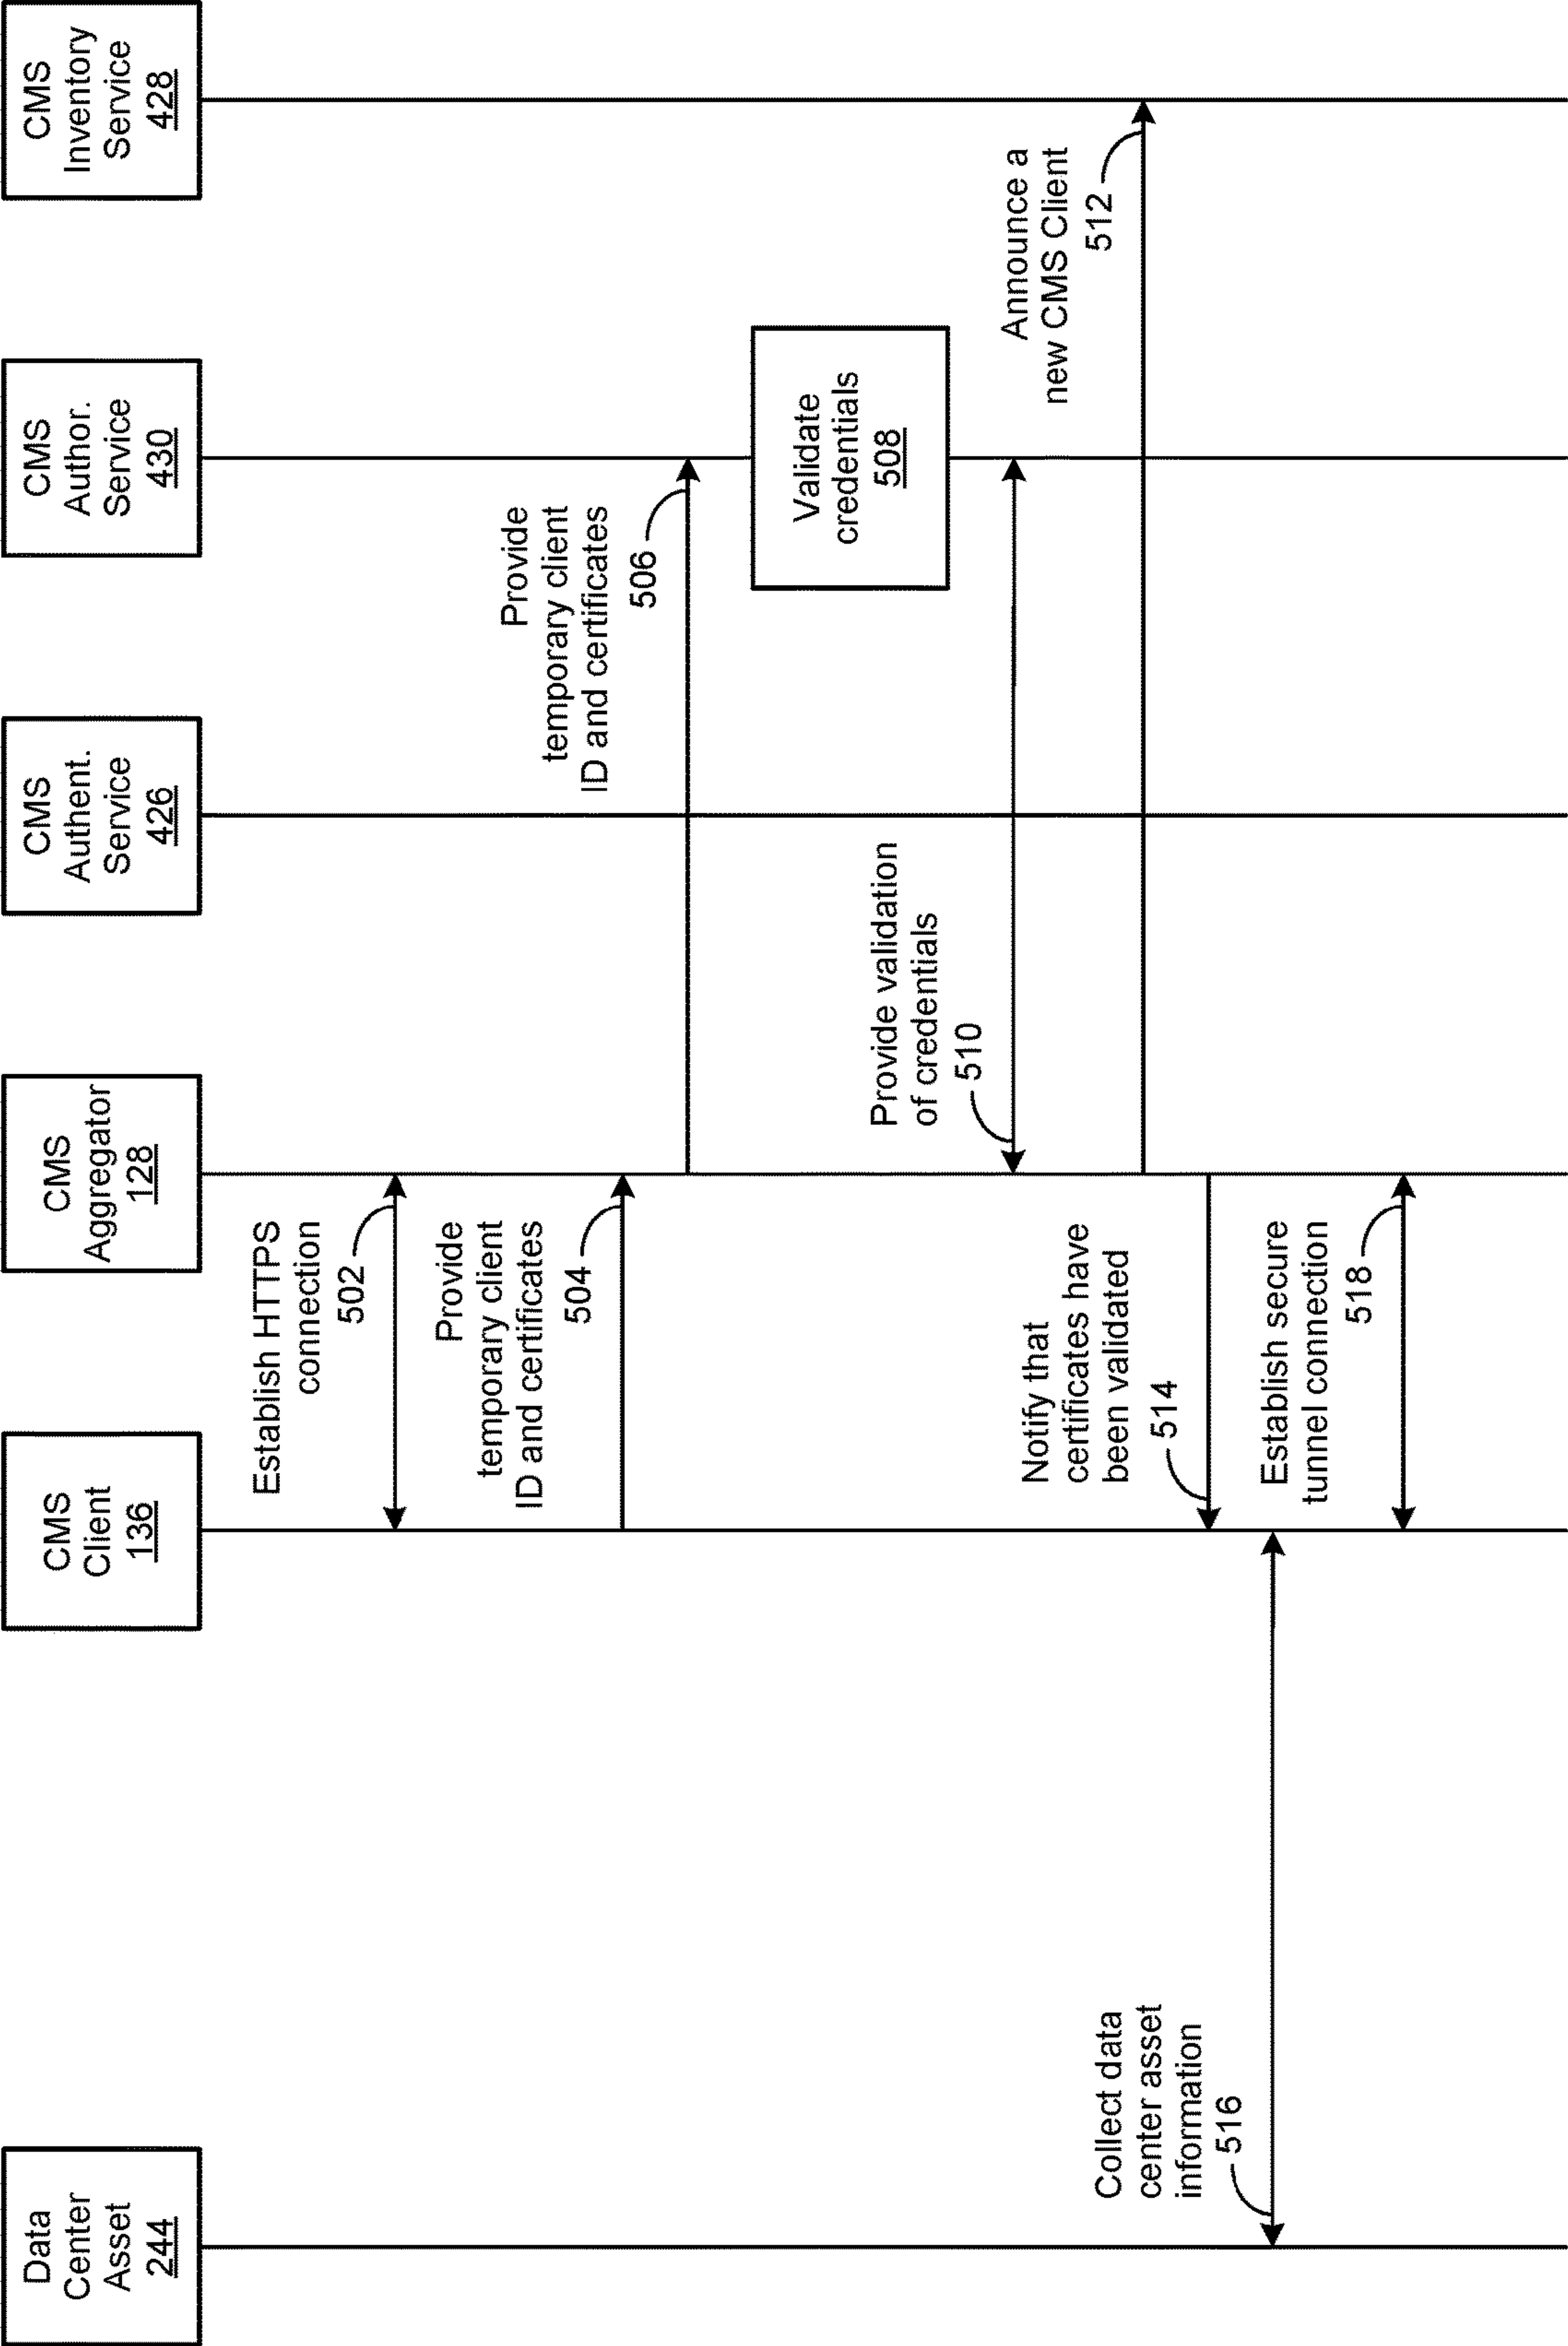 Data
Center
Asset
244
CMS
Client
136
CMS
Aggregator
128
CMS
Authent.
Service
426
CMS
Author.
Service
430
CMS
Inventory
Service
428
Establish HTTPS
connection
502
Provide
temporary client
ID and certificates
504
Provide
temporary client
ID and certificates
506
Validate
credentials
508
Provide validation
of credentials
510
Announce a
new CMS Client
512
Notify that
certificates have
been validated
514
Collect data
center asset
information
516
Establish secure
tunnel connection
518